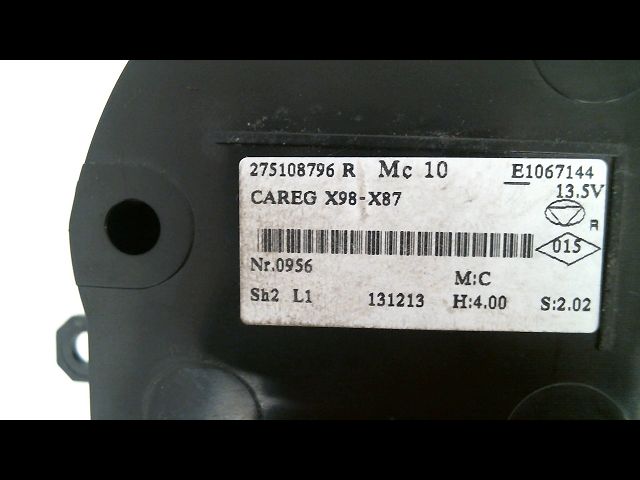 275108796 R Mc 10 E1067144
13.5V
CAREG X98-X87
R
015
Nr.0956
M:C
Sh2 L1 131213 H:4.00 S:2.02